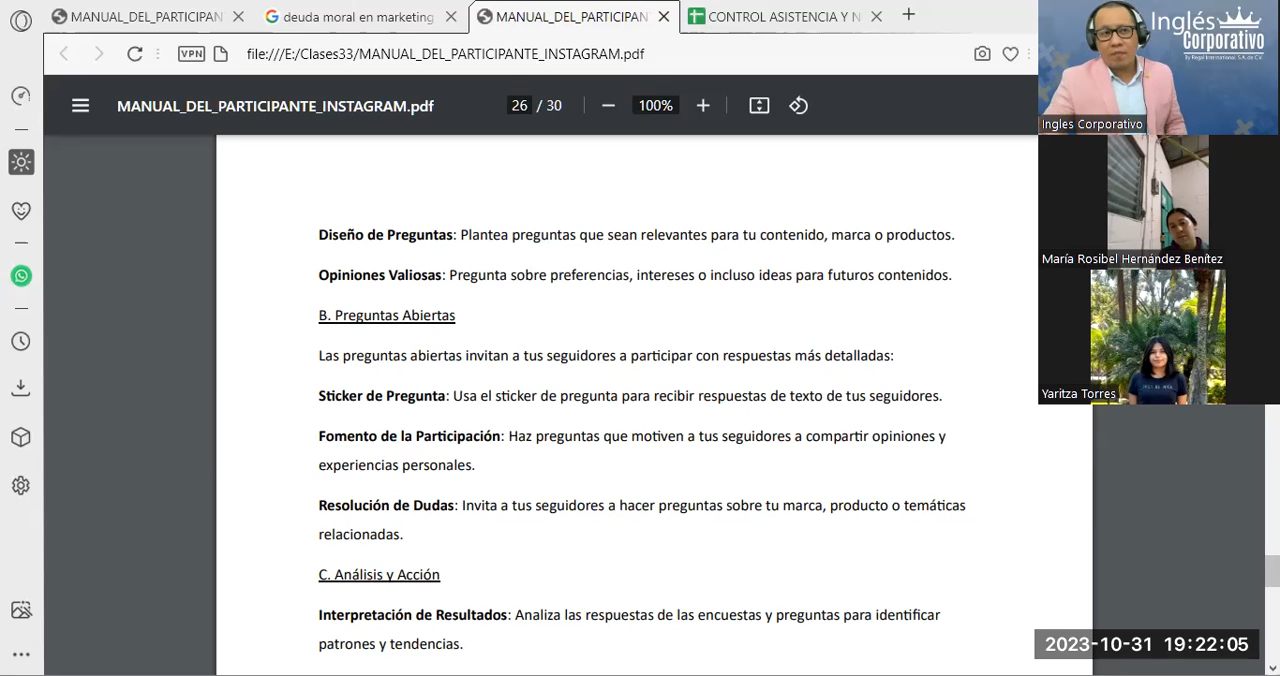 MANUAL_DEL_PARTICIPAN
deuda moral en marketing
MANUAL_DEL_PARTICIPAN
CONTROL ASISTENCIA Y N
VPN
file:///E:/Clases33/MANUAL_DEL_PARTICIPANTE_INSTAGRAM.pdf
MANUAL_DEL_PARTICIPANTE_INSTAGRAM.pdf
26 / 30
100%
Inglés
Corporativo
By Regal International S.A. de C.V.
Ingles Corporativo
María Rosibel Hernández Benítez
Yaritza Torres
Diseño de Preguntas: Plantea preguntas que sean relevantes para tu contenido, marca o productos.
Opiniones Valiosas: Pregunta sobre preferencias, intereses o incluso ideas para futuros contenidos.
B. Preguntas Abiertas
Las preguntas abiertas invitan a tus seguidores a participar con respuestas más detalladas:
Sticker de Pregunta: Usa el sticker de pregunta para recibir respuestas de texto de tus seguidores.
Fomento de la Participación: Haz preguntas que motiven a tus seguidores a compartir opiniones y
experiencias personales.
Resolución de Dudas: Invita a tus seguidores a hacer preguntas sobre tu marca, producto o temáticas
relacionadas.
C. Análisis y Acción
Interpretación de Resultados: Analiza las respuestas de las encuestas y preguntas para identificar
patrones y tendencias.
2023-10-31 19:22:05